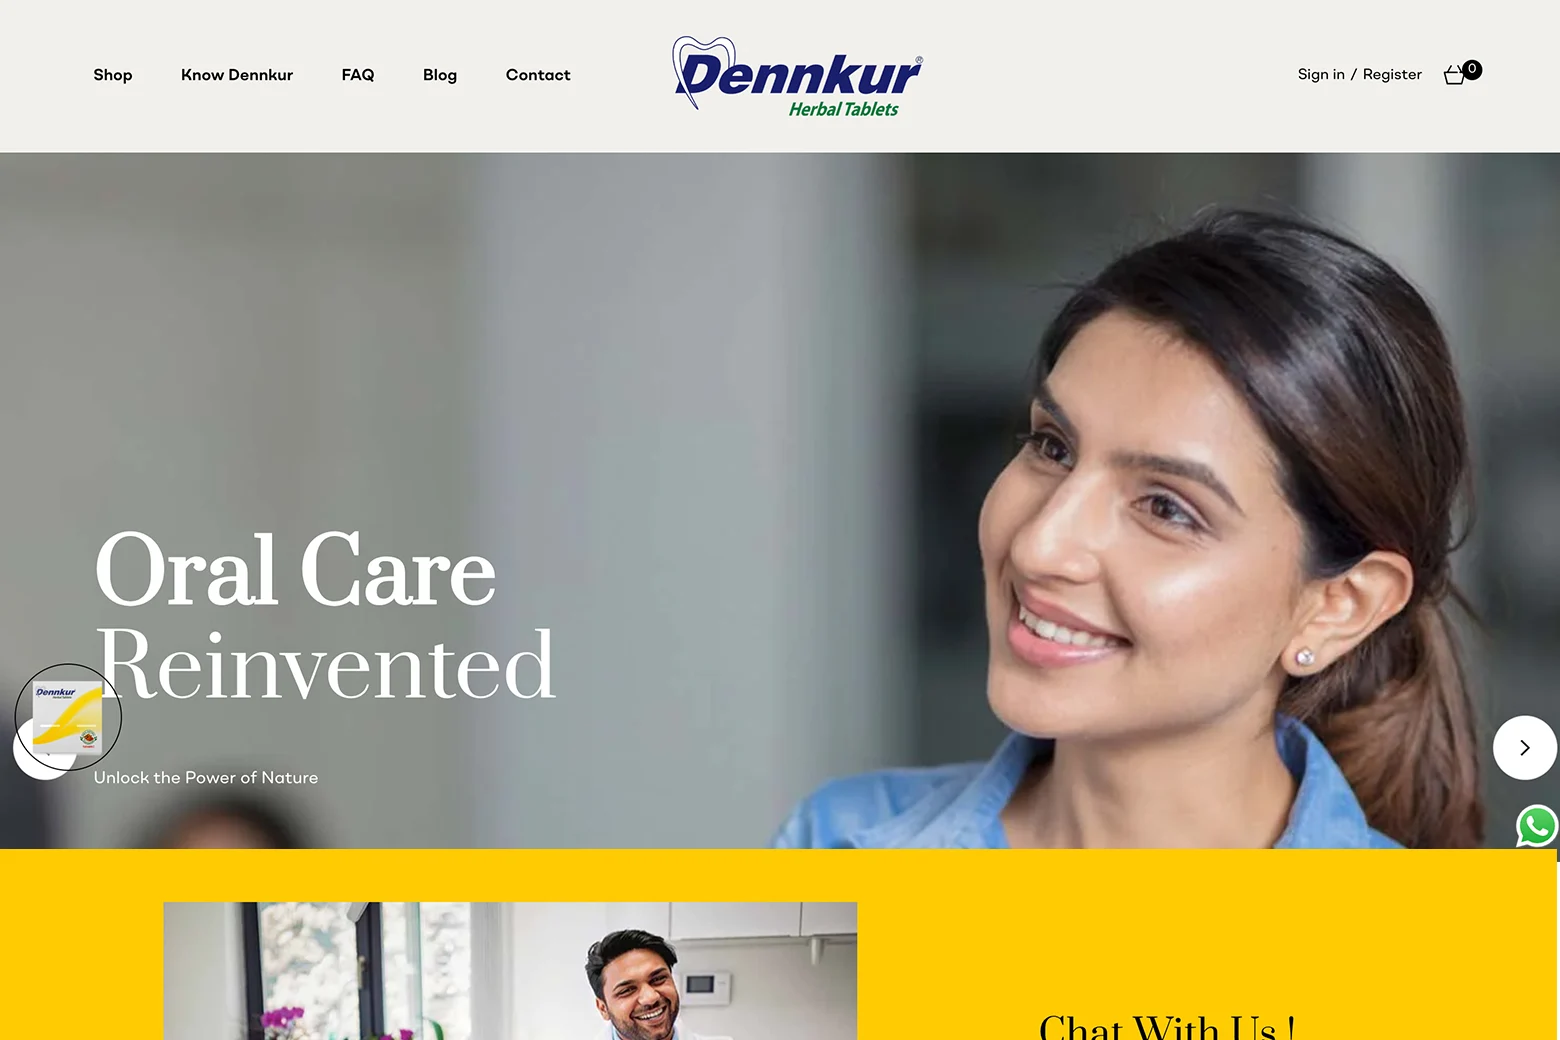 Shop
Know Dennkur
FAQ
Blog
Contact
Dennkur®
Herbal Tablets
Sign in / Register
0
Oral Care
Reinvented
Dennkur
Unlock the Power of Nature
Chat With Us !